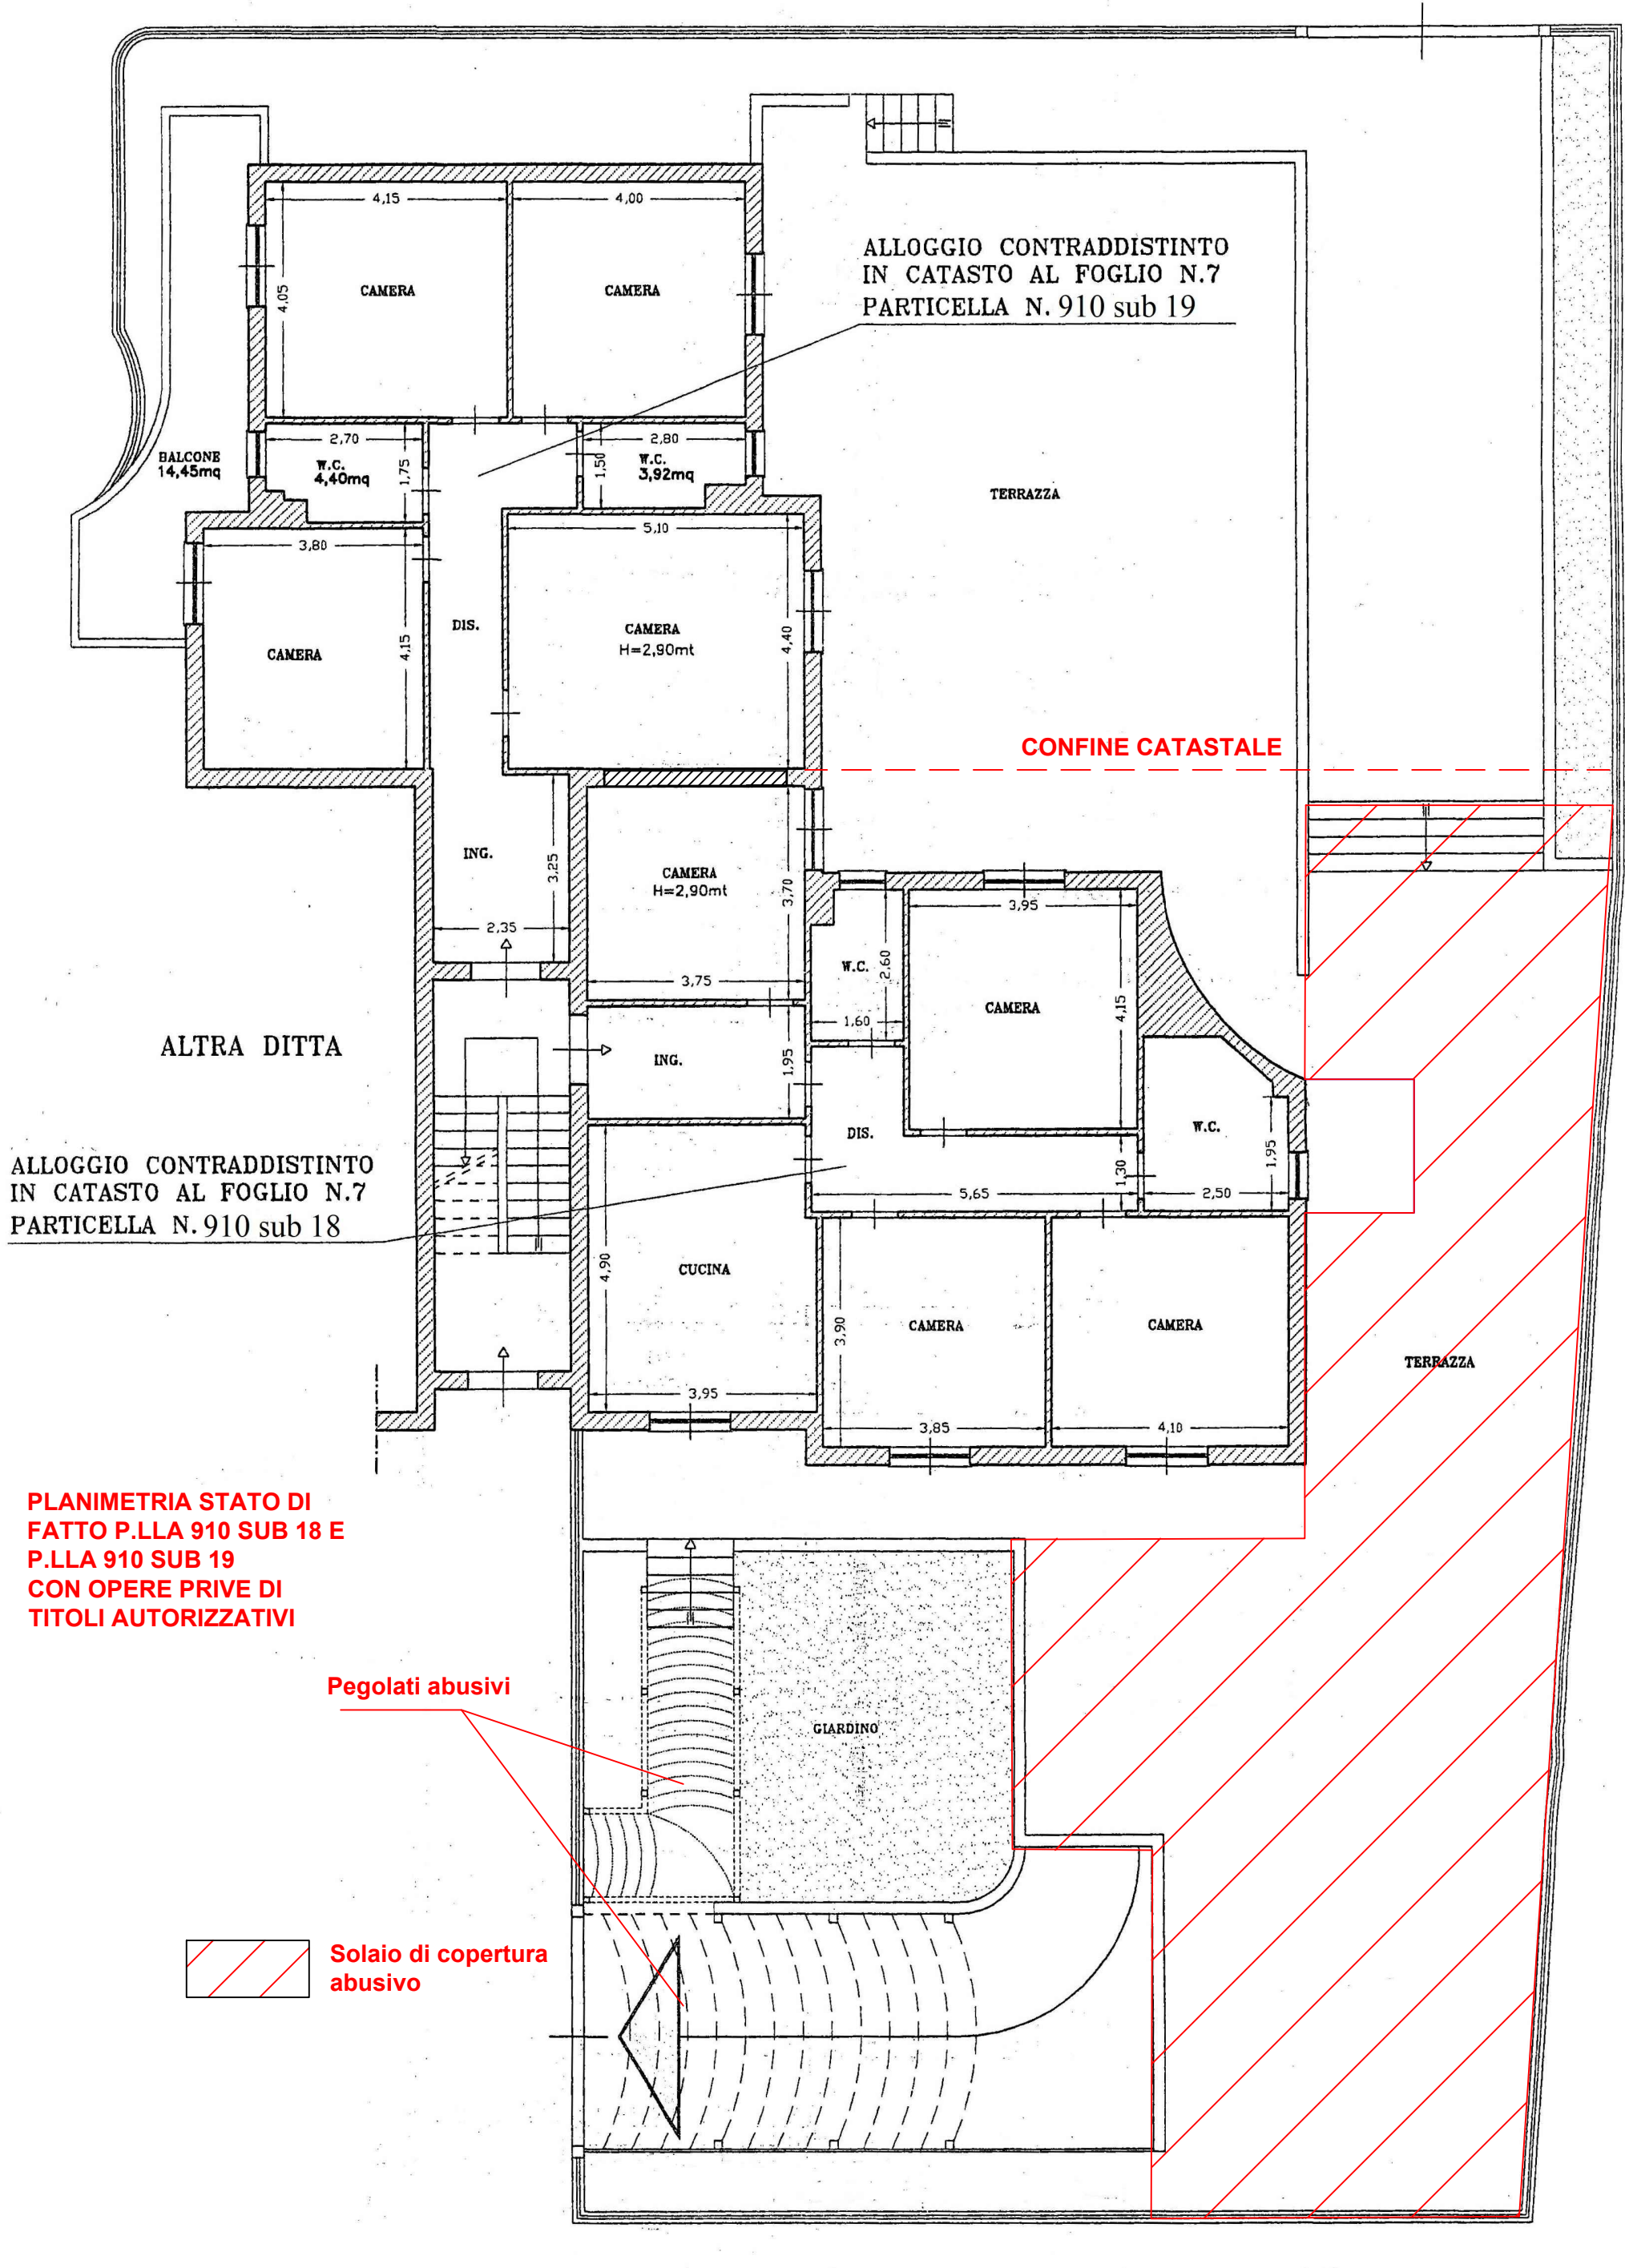 4,15
4,00
ALLOGGIO CONTRADDISTINTO
IN CATASTO AL FOGLIO N.7
PARTICELLA N. 910 sub 19
4,05
CAMERA
CAMERA
2,70
2,80
BALCONE
14,45mq
W.C.
4,40mq
1,75
1,50
W.C.
3,92mq
TERRAZZA
3,80
5,10
DIS.
CAMERA
H=2,90mt
4,40
CAMERA
4,15
CONFINE CATASTALE
ING.
3,25
CAMERA
H=2,90mt
3,70
3,95
2,35
W.C.
2,60
3,75
CAMERA
4,15
1,60
ALTRA DITTA
ING.
1,95
DIS.
W.C.
1,95
ALLOGGIO CONTRADDISTINTO
IN CATASTO AL FOGLIO N.7
PARTICELLA N. 910 sub 18
1,30
5,65
2,50
4,90
CUCINA
3,90
CAMERA
CAMERA
TERRAZZA
3,95
3,85
4,10
PLANIMETRIA STATO DI
FATTO P.LLA 910 SUB 18 E
P.LLA 910 SUB 19
CON OPERE PRIVE DI
TITOLI AUTORIZZATIVI
Pegolati abusivi
GIARDINO
Solaio di copertura
abusivo